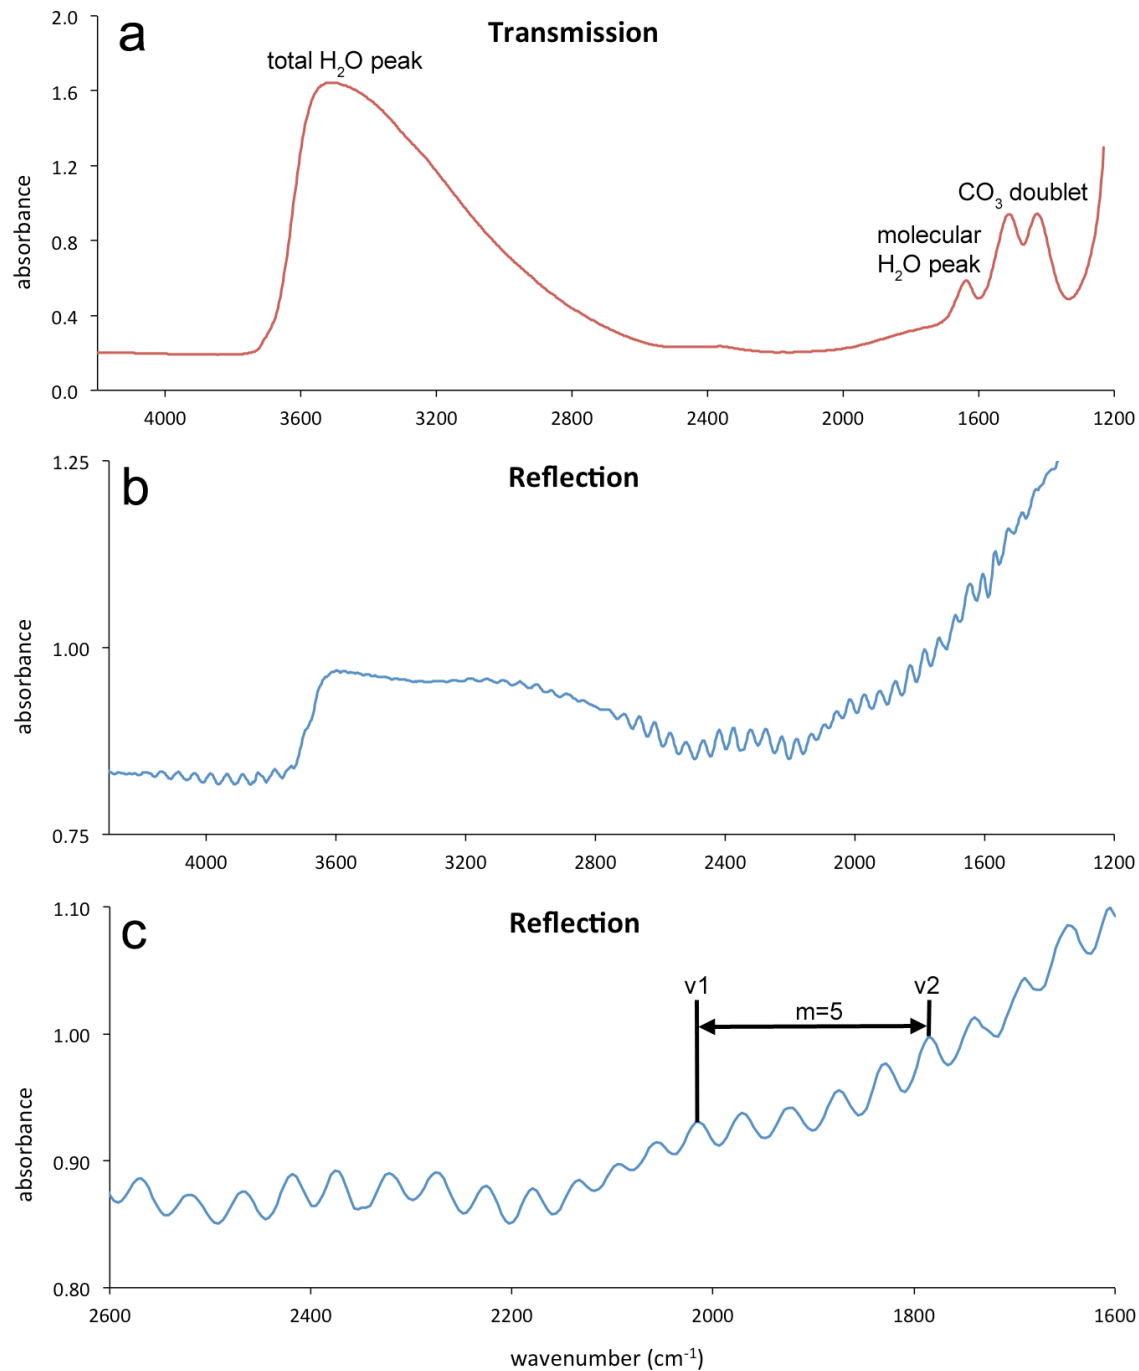 a
Transmission
total H₂O peak
CO₃ doublet
molecular
H₂O peak
absorbance
2.0
1.6
1.2
0.8
0.4
0.0
4000 3600 3200 2800 2400 2000 1600 1200
b
Reflection
absorbance
1.25
1.00
0.75
4000 3600 3200 2800 2400 2000 1600 1200
c
Reflection
v1 v2
m=5
absorbance
1.10
1.00
0.90
0.80
2600 2400 2200 2000 1800 1600
wavenumber (cm⁻¹)